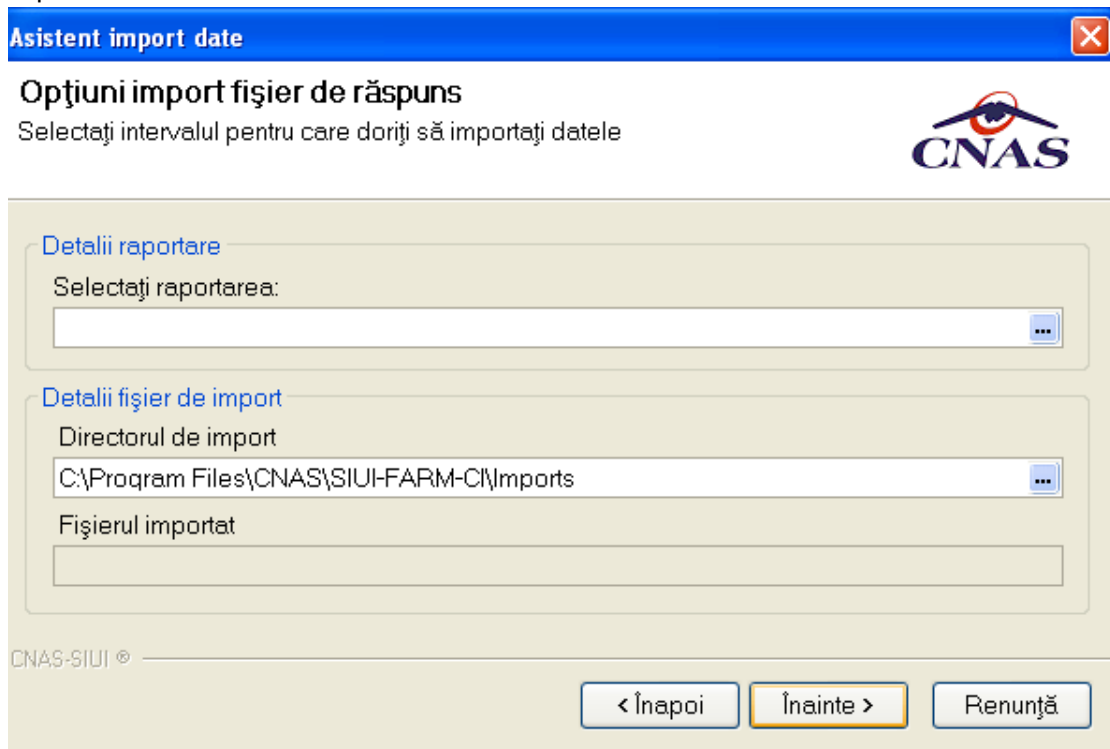 Asistent import date
Opţiuni import fişier de răspuns
Selectaţi intervalul pentru care doriţi să importaţi datele
CNAS
Detalii raportare
Selectaţi raportarea:
...
Detalii fişier de import
Directorul de import
C:\Program Files\CNAS\SIUI-FARM-CI\Imports
...
Fişierul importat
CNAS-SIUI ®
< Înapoi
Înainte >
Renunţă